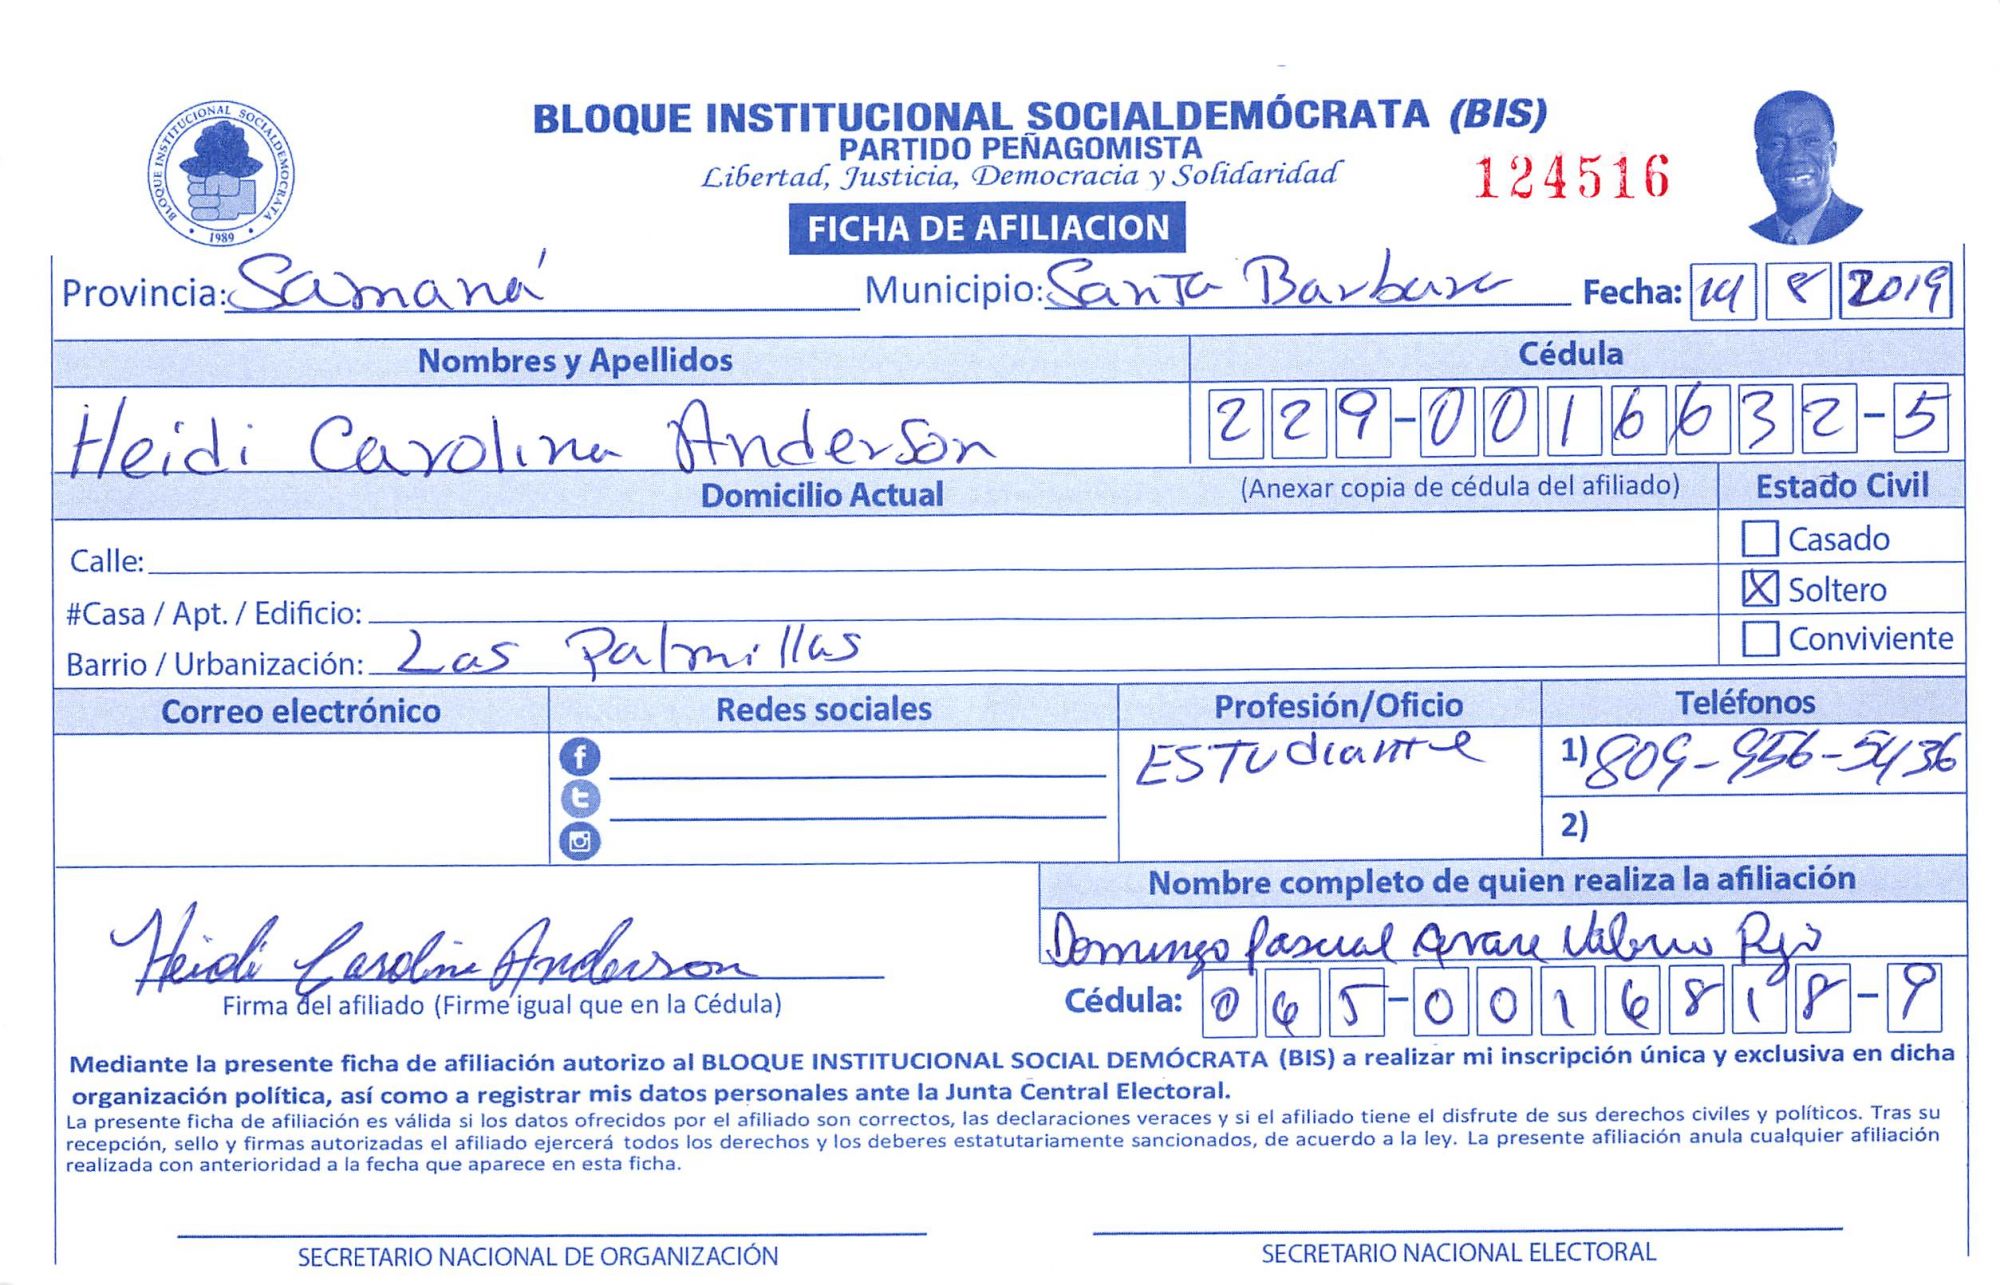 BLOQUE INSTITUCIONAL SOCIALDEMOCRATA
1989
BLOQUE INSTITUCIONAL SOCIALDEMÓCRATA (BIS)
PARTIDO PEÑAGOMISTA
Libertad, Justicia, Democracia y Solidaridad
124516
FICHA DE AFILIACION
Provincia: Samaná Municipio: Santa Barbara Fecha: 14 8 2019
Nombres y Apellidos Cédula
Heidi Carolina Anderson 229-0016632-5
Domicilio Actual (Anexar copia de cédula del afiliado) Estado Civil
Calle: Casado
#Casa / Apt. / Edificio: X Soltero
Barrio / Urbanización: Las Palmillas Conviviente
Correo electrónico Redes sociales Profesión/Oficio Teléfonos
ESTudiante 1) 809-956-5436
2)
Nombre completo de quien realiza la afiliación
Domingo Pascual Valerio
Heidi Carolina Anderson
Firma del afiliado (Firme igual que en la Cédula) Cédula: 065-0016818-9
Mediante la presente ficha de afiliación autorizo al BLOQUE INSTITUCIONAL SOCIAL DEMÓCRATA (BIS) a realizar mi inscripción única y exclusiva en dicha
organización política, así como a registrar mis datos personales ante la Junta Central Electoral.
La presente ficha de afiliación es válida si los datos ofrecidos por el afiliado son correctos, las declaraciones veraces y si el afiliado tiene el disfrute de sus derechos civiles y políticos. Tras su
recepción, sello y firmas autorizadas el afiliado ejercerá todos los derechos y los deberes estatutariamente sancionados, de acuerdo a la ley. La presente afiliación anula cualquier afiliación
realizada con anterioridad a la fecha que aparece en esta ficha.
SECRETARIO NACIONAL DE ORGANIZACIÓN SECRETARIO NACIONAL ELECTORAL